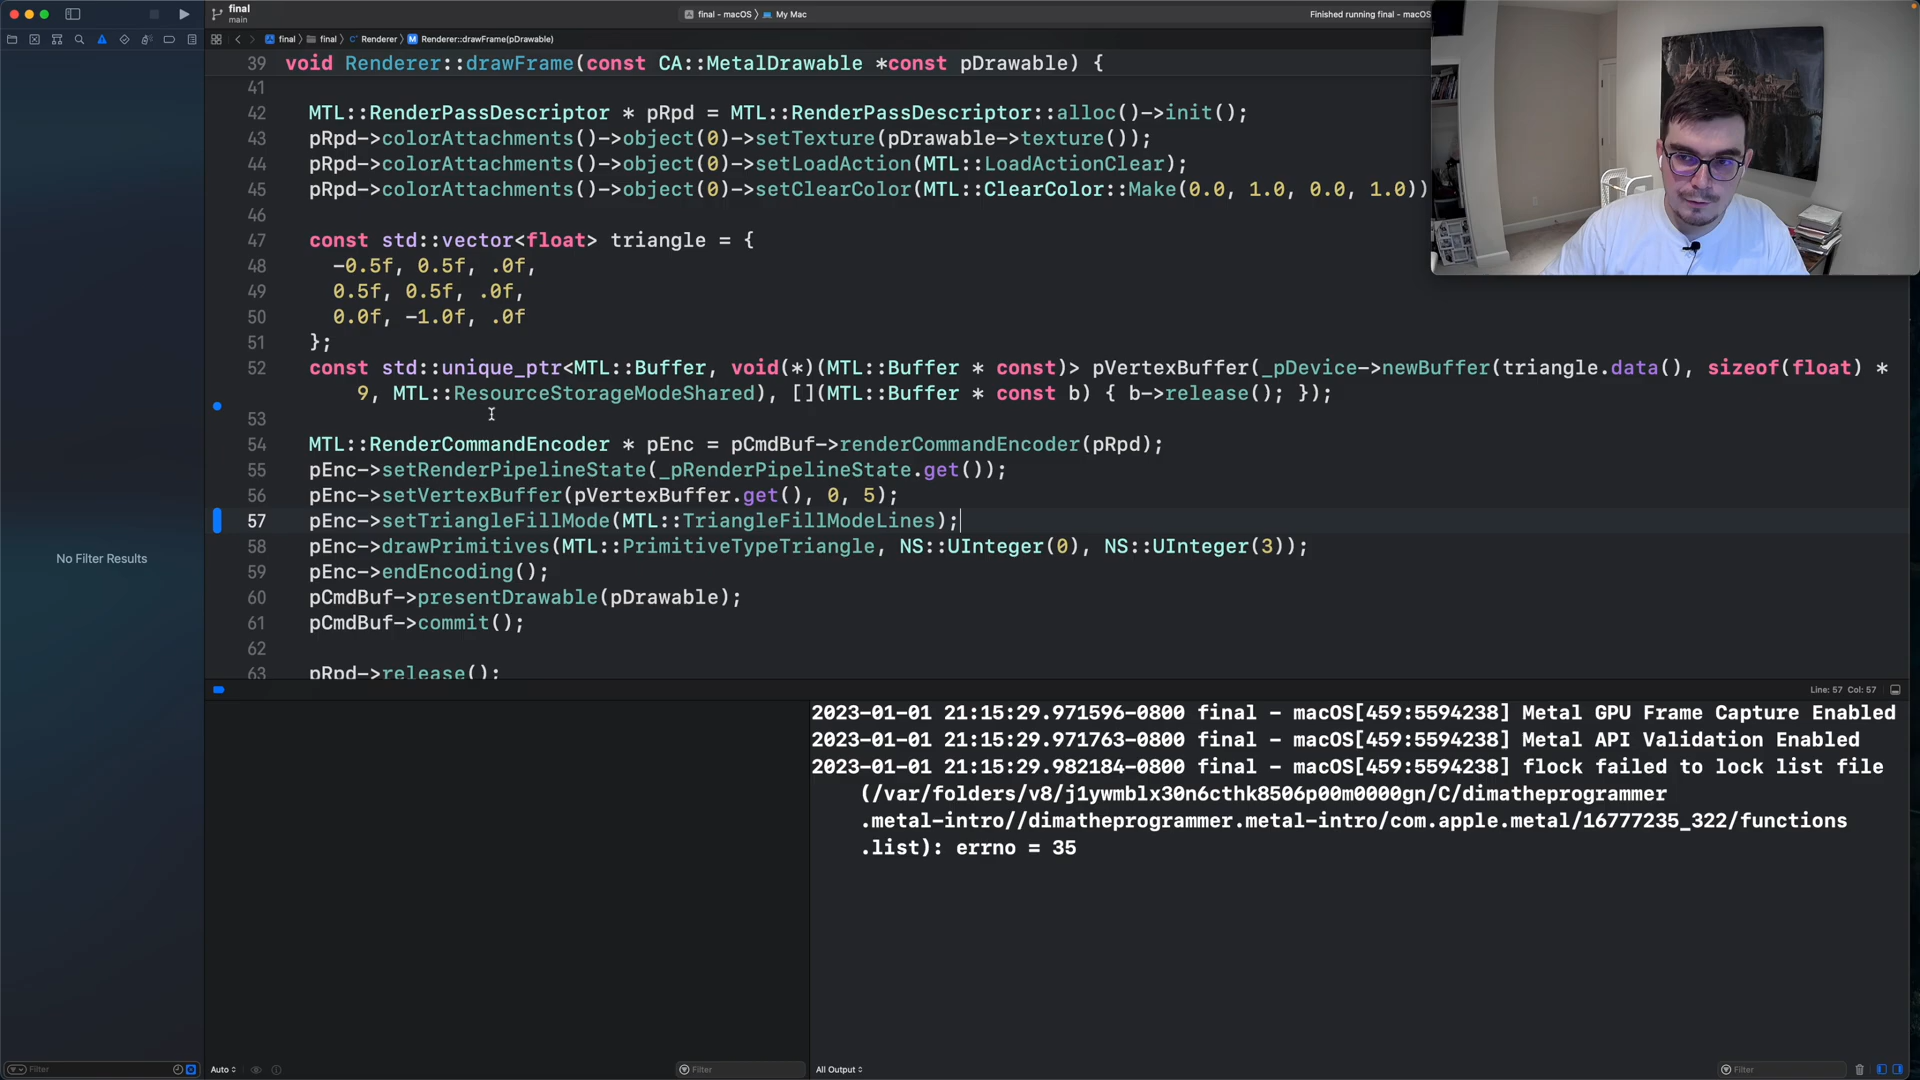 final
main
final - macOS
My Mac
Finished running final - macOS
final
final
Renderer
Renderer::drawFrame(pDrawable)
39 void Renderer::drawFrame(const CA::MetalDrawable *const pDrawable) {
41
42 MTL::RenderPassDescriptor * pRpd = MTL::RenderPassDescriptor::alloc()->init();
43 pRpd->colorAttachments()->object(0)->setTexture(pDrawable->texture());
44 pRpd->colorAttachments()->object(0)->setLoadAction(MTL::LoadActionClear);
45 pRpd->colorAttachments()->object(0)->setClearColor(MTL::ClearColor::Make(0.0, 1.0, 0.0, 1.0))
46
47 const std::vector<float> triangle = {
48 -0.5f, 0.5f, .0f,
49 0.5f, 0.5f, .0f,
50 0.0f, -1.0f, .0f
51 };
52 const std::unique_ptr<MTL::Buffer, void(*)(MTL::Buffer * const)> pVertexBuffer(_pDevice->newBuffer(triangle.data(), sizeof(float) *
9, MTL::ResourceStorageModeShared), [](MTL::Buffer * const b) { b->release(); });
53
54 MTL::RenderCommandEncoder * pEnc = pCmdBuf->renderCommandEncoder(pRpd);
55 pEnc->setRenderPipelineState(_pRenderPipelineState.get());
56 pEnc->setVertexBuffer(pVertexBuffer.get(), 0, 5);
57 pEnc->setTriangleFillMode(MTL::TriangleFillModeLines);
58 pEnc->drawPrimitives(MTL::PrimitiveTypeTriangle, NS::UInteger(0), NS::UInteger(3));
59 pEnc->endEncoding();
60 pCmdBuf->presentDrawable(pDrawable);
61 pCmdBuf->commit();
62
63 pRpd->release();
No Filter Results
Line: 57 Col: 57
2023-01-01 21:15:29.971596-0800 final - macOS[459:5594238] Metal GPU Frame Capture Enabled
2023-01-01 21:15:29.971763-0800 final - macOS[459:5594238] Metal API Validation Enabled
2023-01-01 21:15:29.982184-0800 final - macOS[459:5594238] flock failed to lock list file
(/var/folders/v8/j1ywmblx30n6cthk8506p00m0000gn/C/dimatheprogrammer
.metal-intro//dimatheprogrammer.metal-intro/com.apple.metal/16777235_322/functions
.list): errno = 35
Filter
Auto
Filter
All Output
Filter